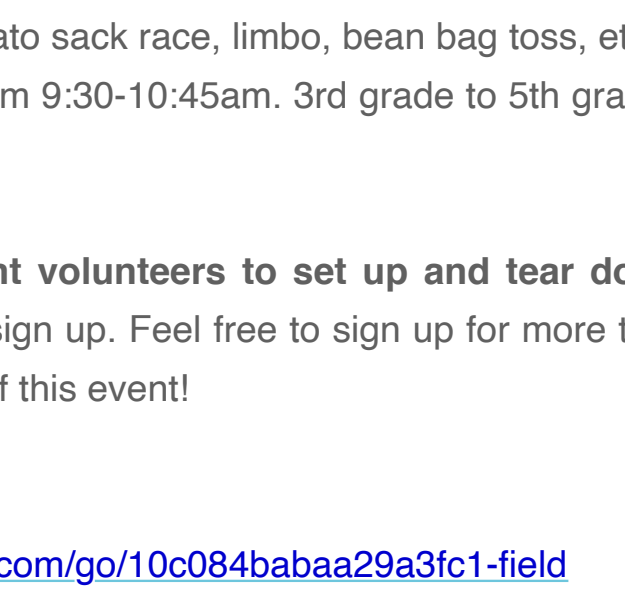 ato sack race, limbo, bean bag toss, et
m 9:30-10:45am. 3rd grade to 5th gra
nt volunteers to set up and tear do
sign up. Feel free to sign up for more t
f this event!
.com/go/10c084babaa29a3fc1-field